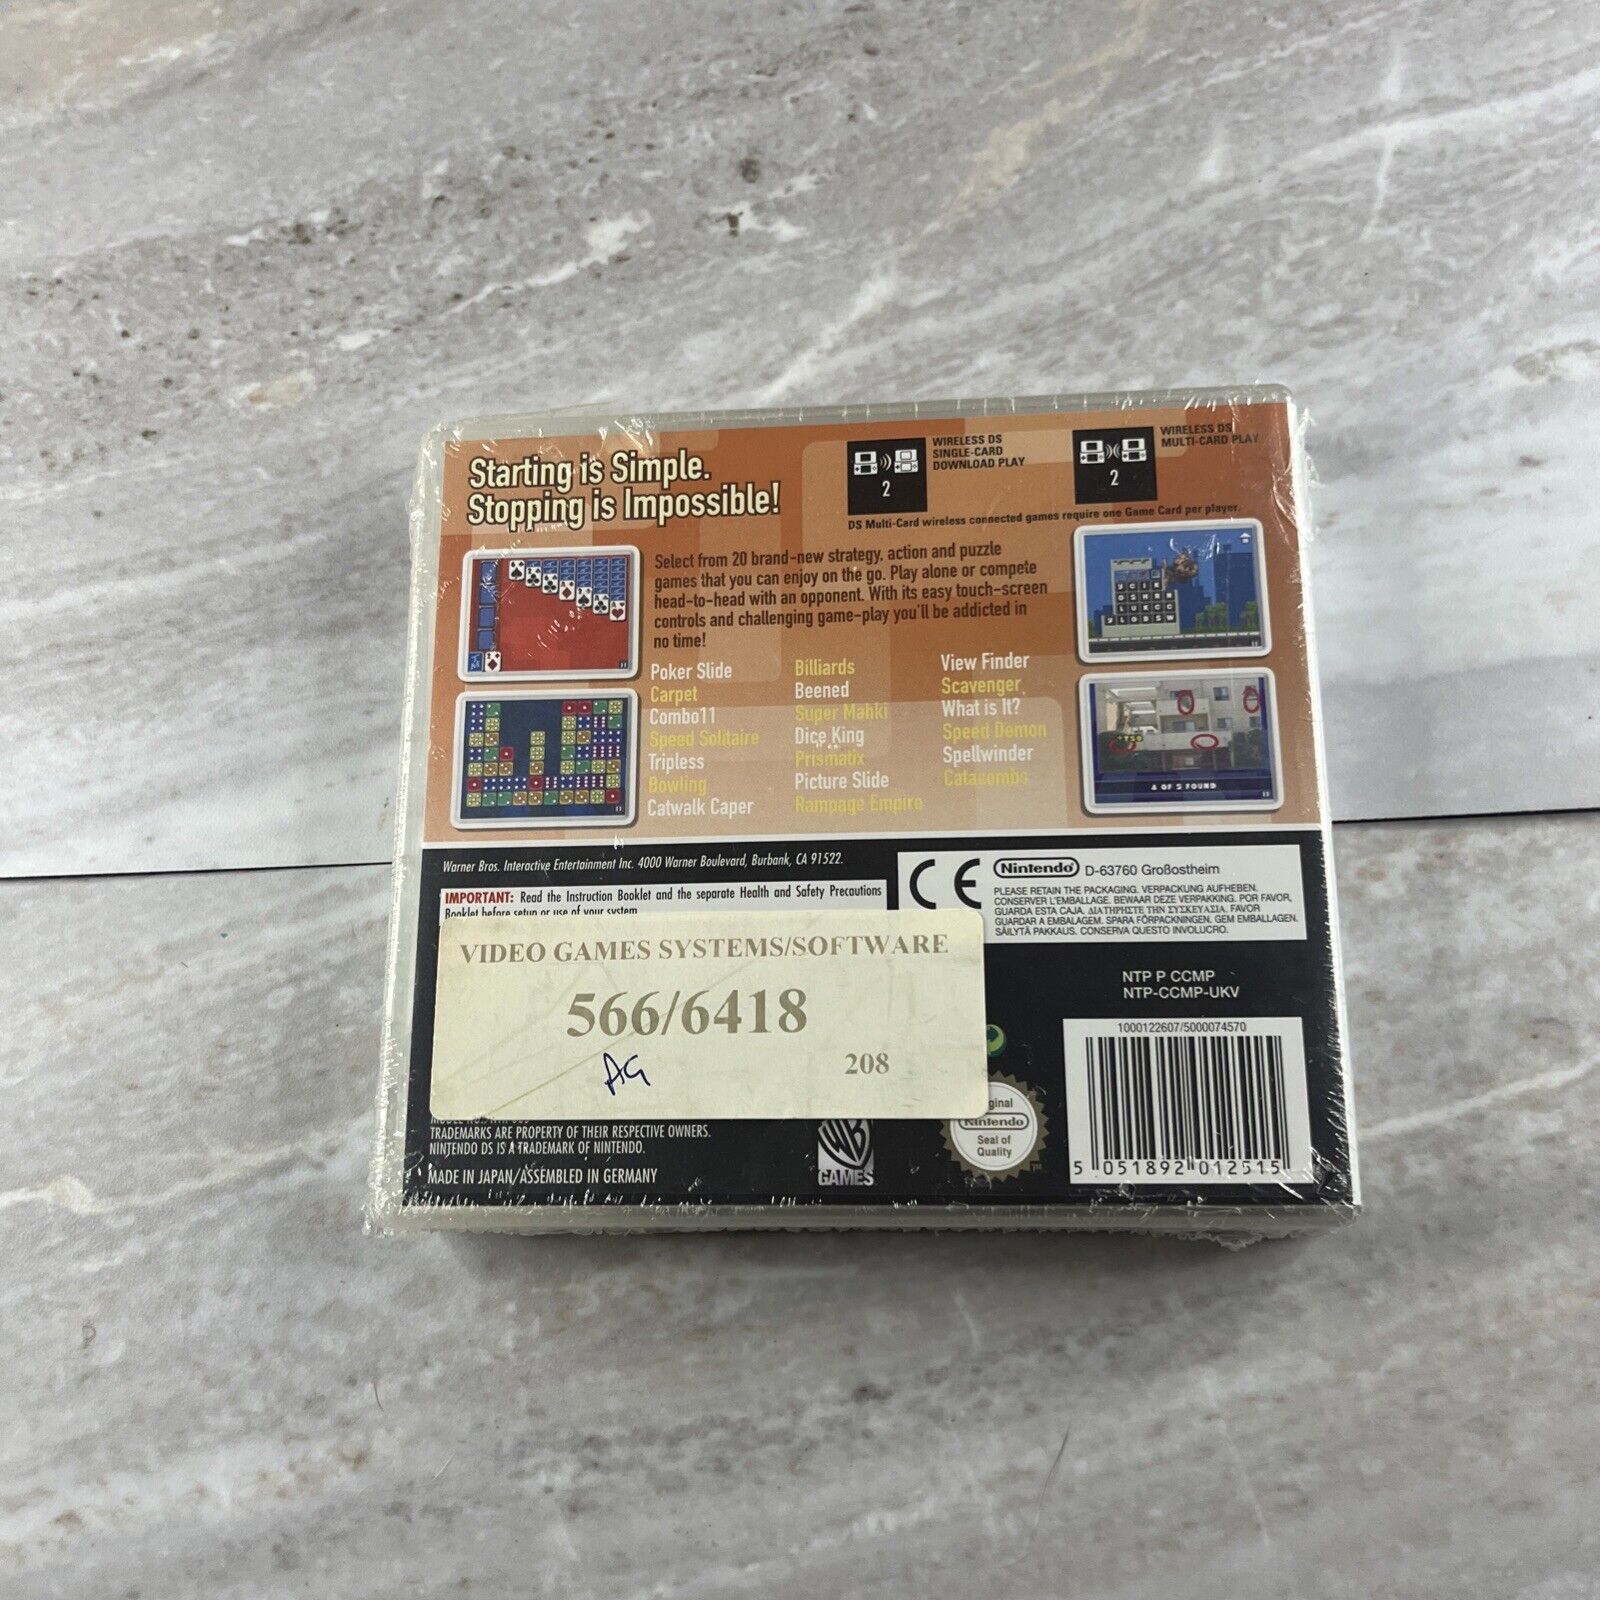 Starting is Simple.
Stopping is Impossible!
2
WIRELESS DS
SINGLE-CARD
DOWNLOAD PLAY
2
WIRELESS DS
MULTI-CARD PLAY
DS Multi-Card wireless connected games require one Game Card per player.
Select from 20 brand-new strategy, action and puzzle
games that you can enjoy on the go. Play alone or compete
head-to-head with an opponent. With its easy touch-screen
controls and challenging game-play you'll be addicted in
no time!
Poker Slide
Carpet
Combo11
Speed Solitaire
Tripless
Bowling
Catwalk Caper
Billiards
Beened
Super Mahki
Dice King
Prismatix
Picture Slide
Rampage Empire
View Finder
Scavenger
What is It?
Speed Demon
Spellwinder
Catacombs
4 OF 5 FOUND
Warner Bros. Interactive Entertainment Inc. 4000 Warner Boulevard, Burbank, CA 91522.
IMPORTANT: Read the Instruction Booklet and the separate Health and Safety Precautions
Booklet before setup or use of your system
CE
Nintendo D-63760 Großostheim
PLEASE RETAIN THE PACKAGING. VERPACKUNG AUFHEBEN.
CONSERVER L'EMBALLAGE. BEWAAR DEZE VERPAKKING. POR FAVOR,
GUARDA ESTA CAJA. ΔΙΑΤΗΡΗΣΤΕ ΤΗΝ ΣΥΣΚΕΥΑΣΙΑ. FAVOR
GUARDAR A EMBALAGEM. SPARA FÖRPACKNINGEN. GEM EMBALLAGEN.
SÄILYTÄ PAKKAUS. CONSERVA QUESTO INVOLUCRO.
VIDEO GAMES SYSTEMS/SOFTWARE
566/6418
AG
208
NTP P CCMP
NTP-CCMP-UKV
1000122607/5000074570
5 051892 012515
TRADEMARKS ARE PROPERTY OF THEIR RESPECTIVE OWNERS.
NINTENDO DS IS A TRADEMARK OF NINTENDO.
MADE IN JAPAN/ASSEMBLED IN GERMANY
WB
GAMES
Nintendo
Seal of
Quality
TM